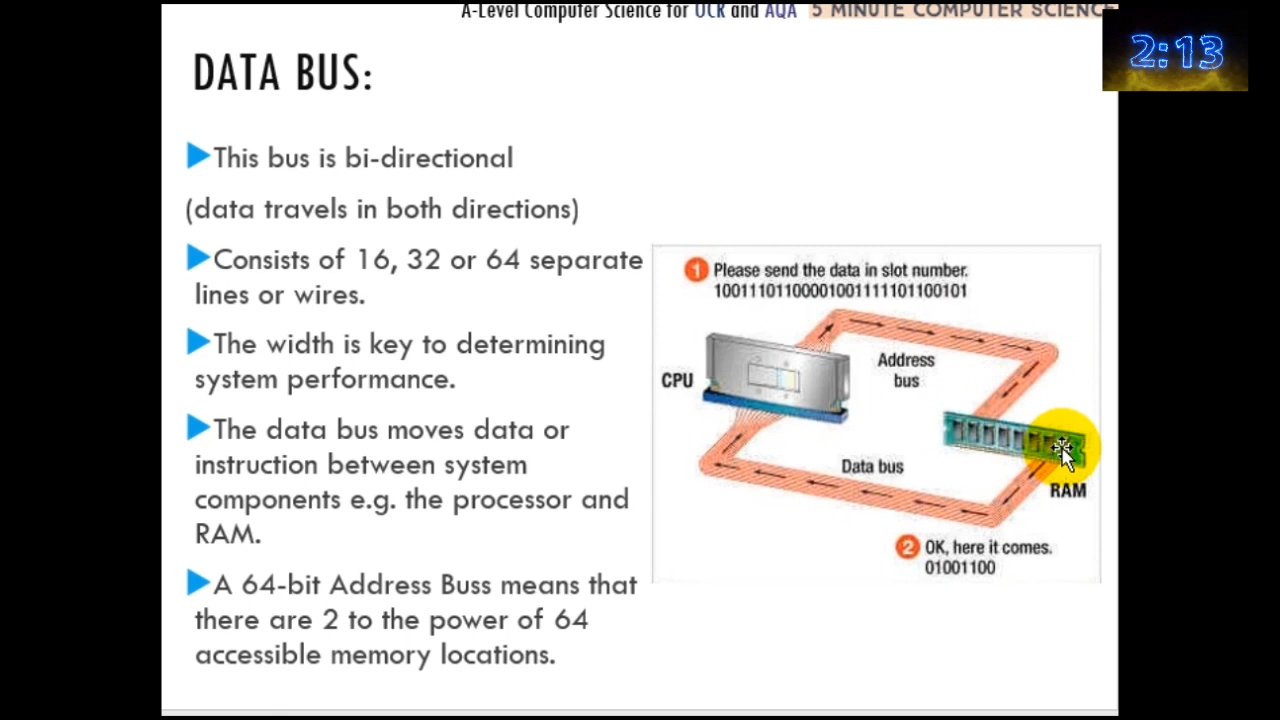 A-Level Computer Science for OCR and AQA 5 MINUTE COMPUTER SCIENCE
2:13
DATA BUS:
This bus is bi-directional
(data travels in both directions)
Consists of 16, 32 or 64 separate
lines or wires.
The width is key to determining
system performance.
The data bus moves data or
instruction between system
components e.g. the processor and
RAM.
A 64-bit Address Buss means that
there are 2 to the power of 64
accessible memory locations.
1 Please send the data in slot number.
10011101100001001111101100101
CPU
Address
bus
Data bus
RAM
2 OK, here it comes.
01001100